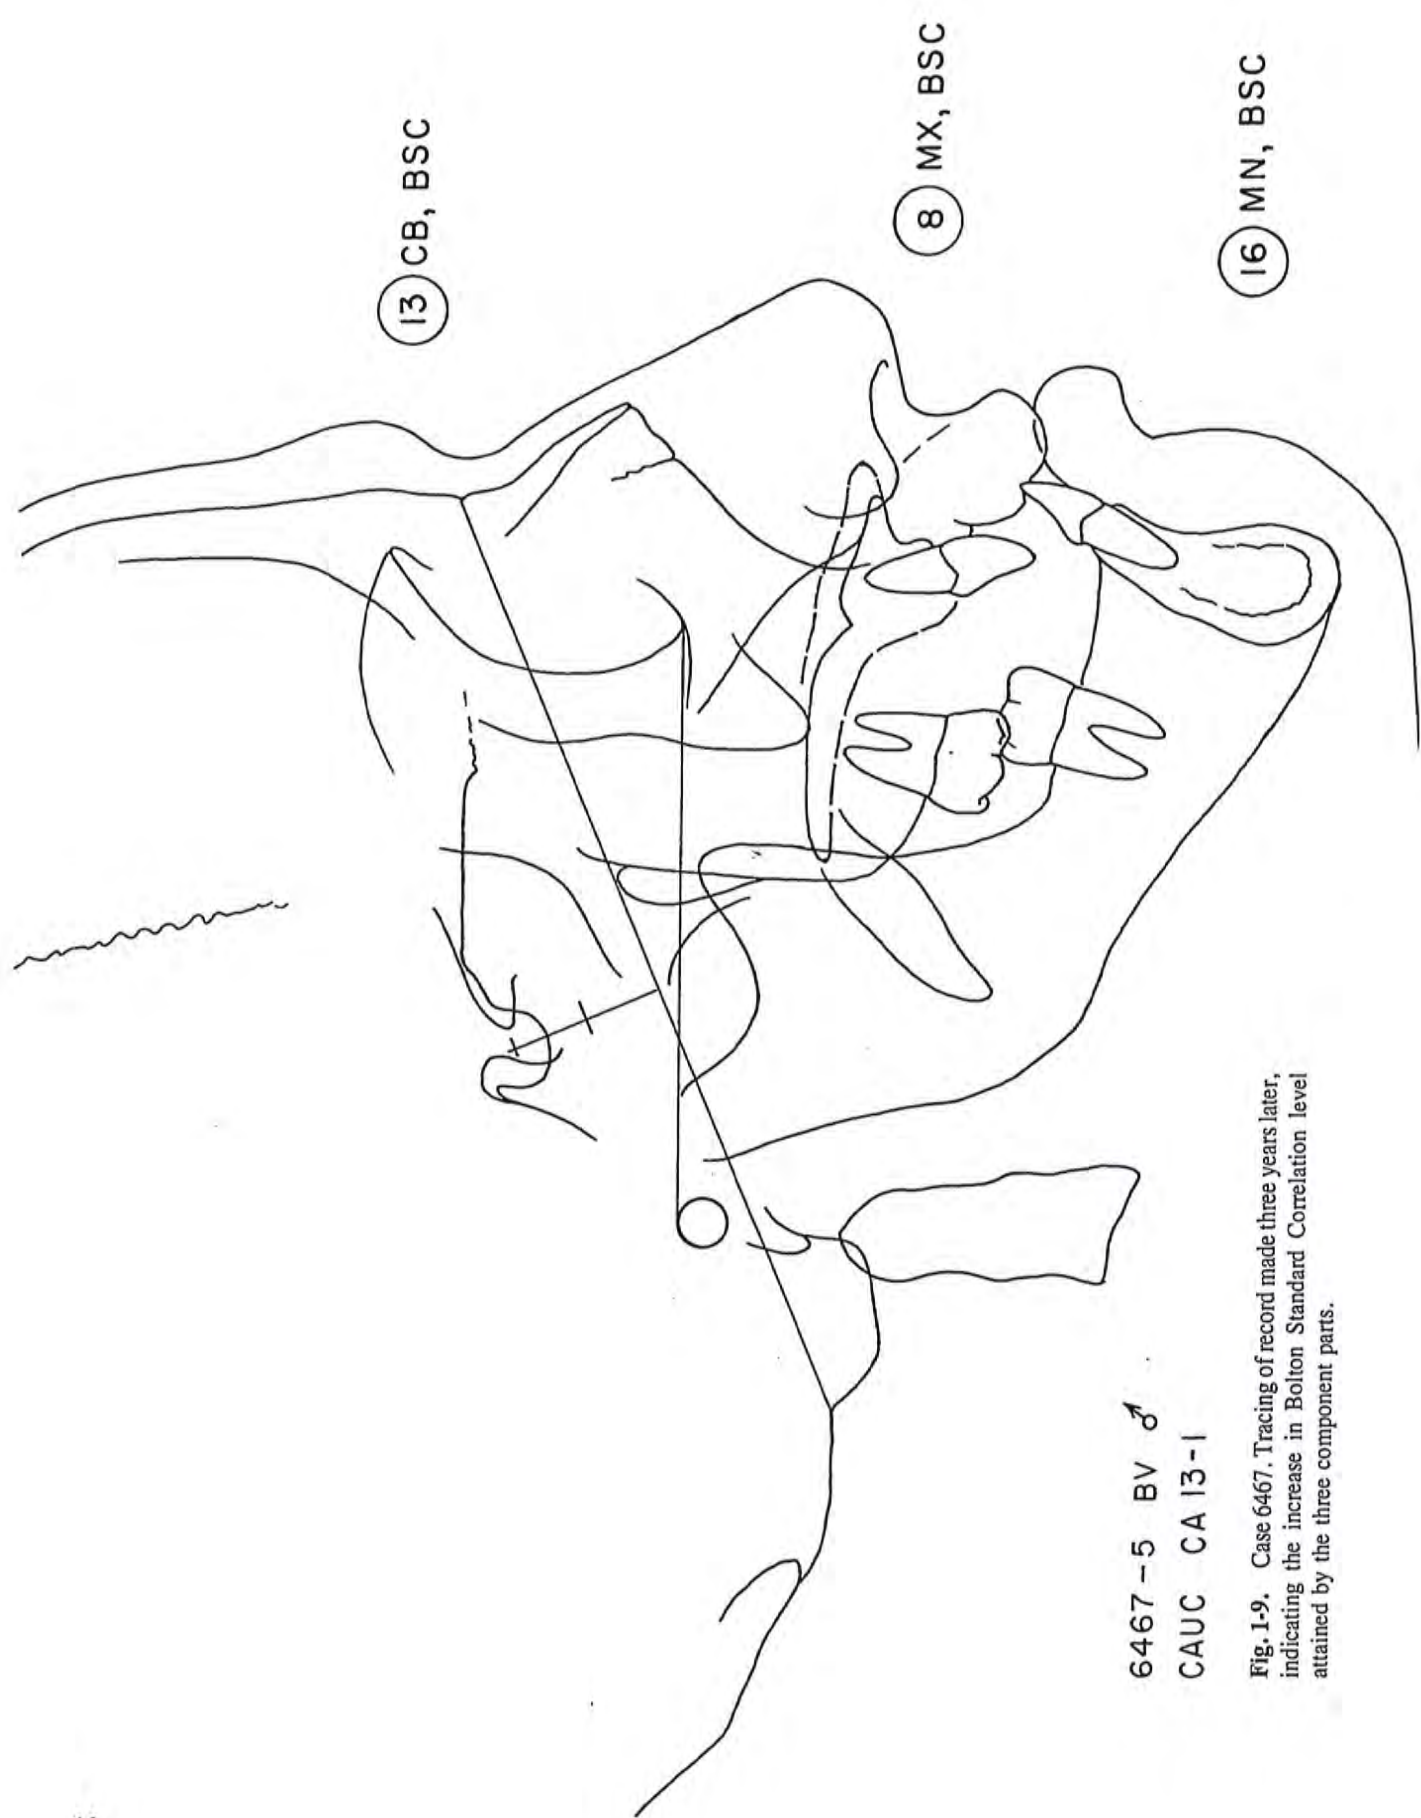 13 CB, BSC
8 MX, BSC
16 MN, BSC
6467-5 BV ♂
CAUC CA 13-1
Fig. 1-9. Case 6467. Tracing of record made three years later,
indicating the increase in Bolton Standard Correlation level
attained by the three component parts.